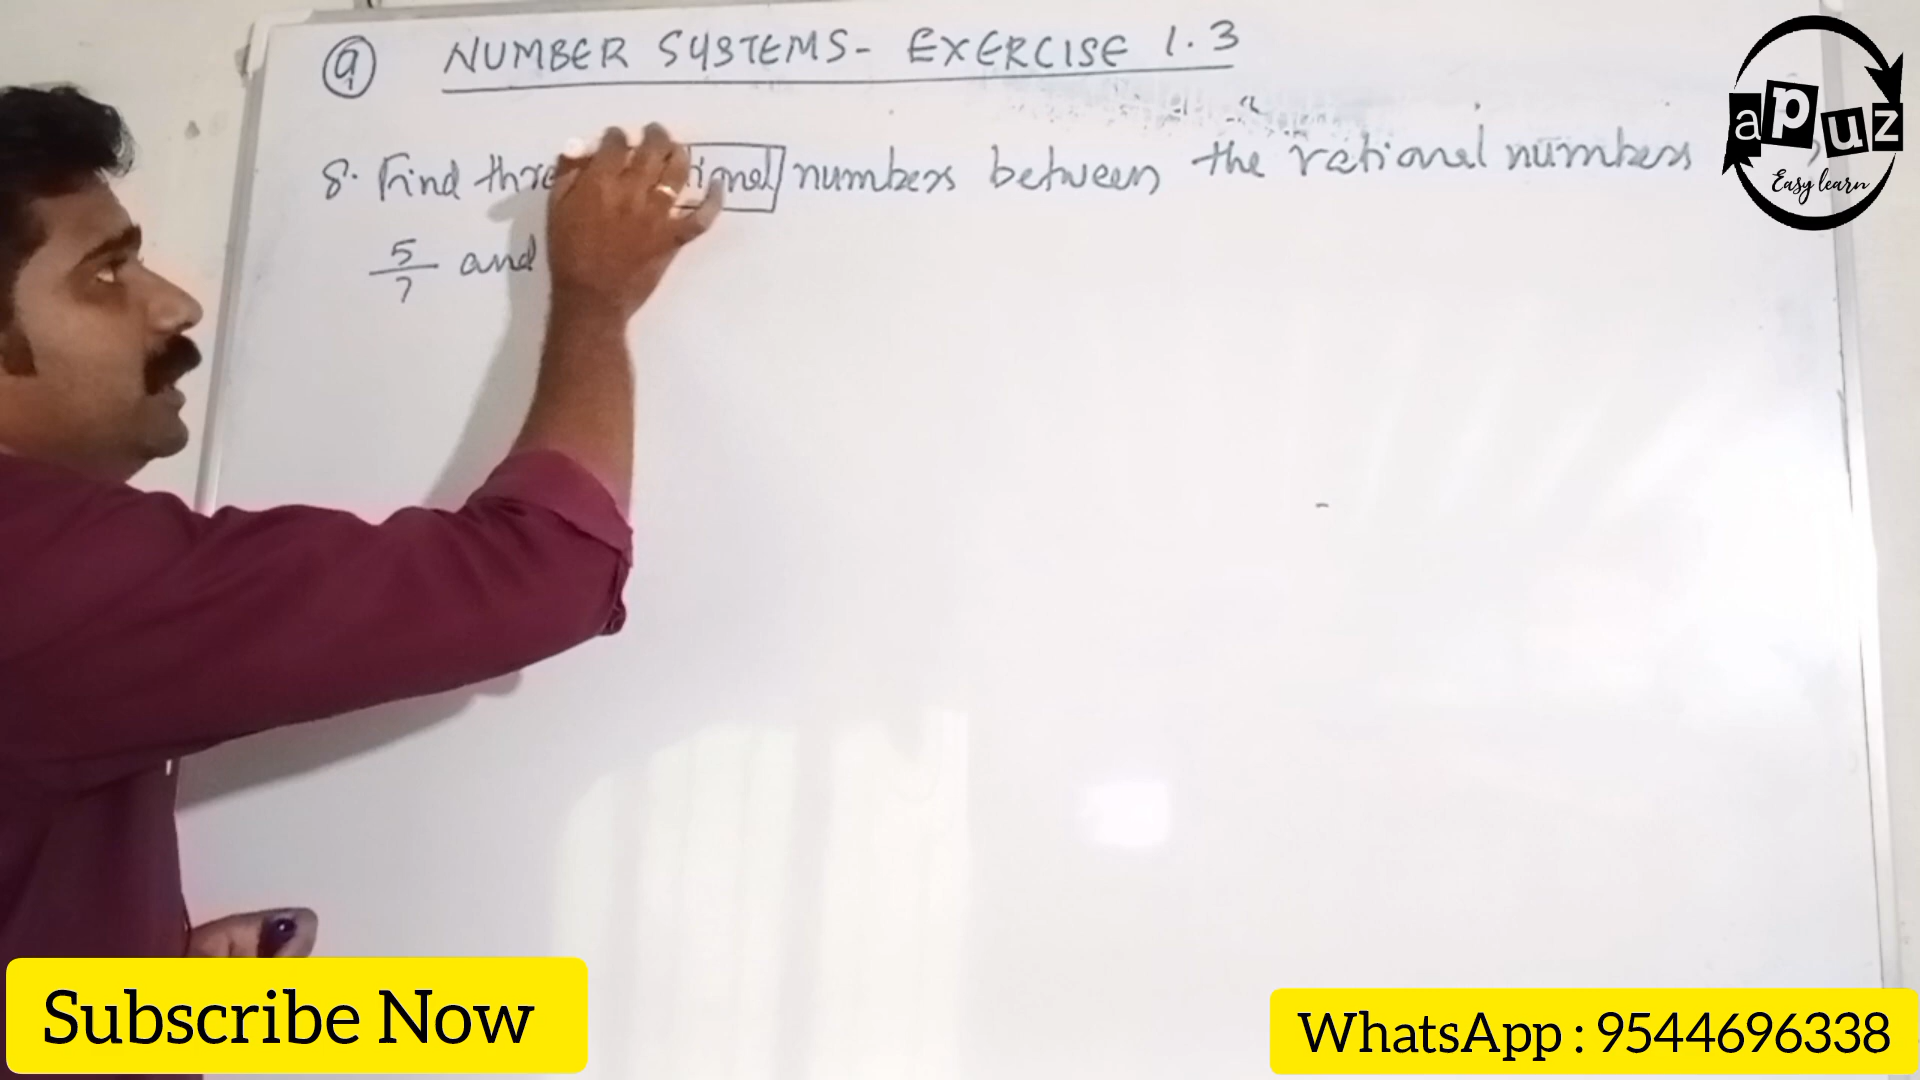 9 NUMBER SYSTEMS - EXERCISE 1.3
8. Find thre tional numbers between the rational numbers
5/7 and
apuz
Easy learn
Subscribe Now
WhatsApp : 9544696338